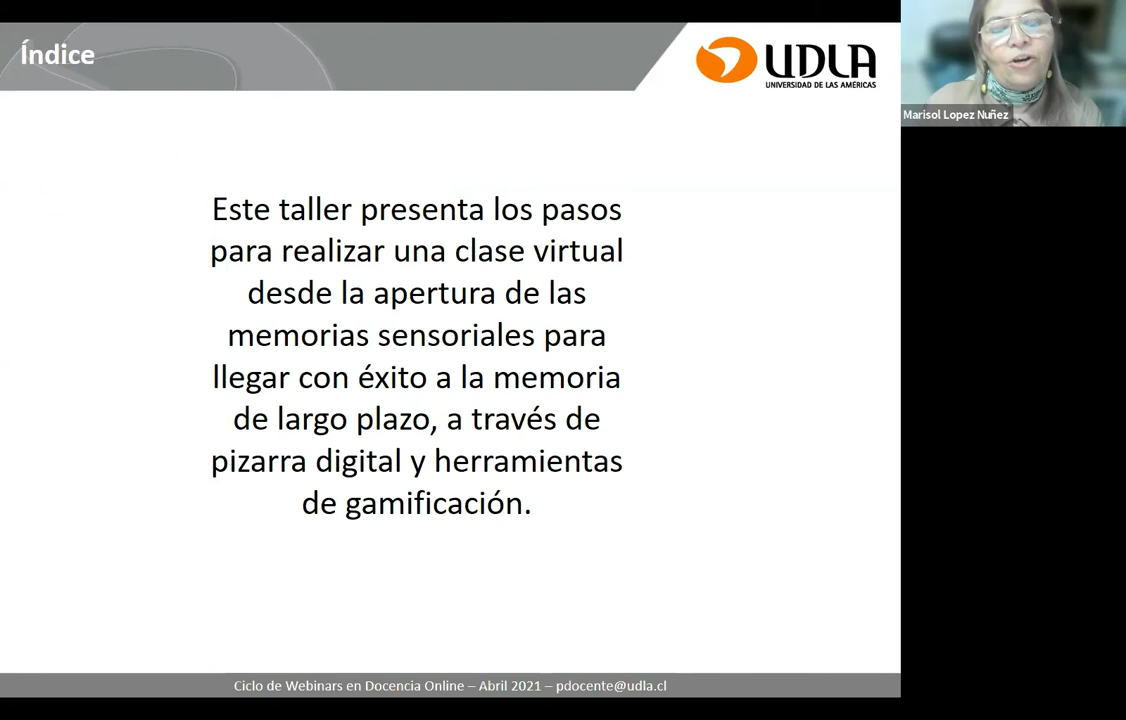 Índice
UDLA
UNIVERSIDAD DE LAS AMÉRICAS
Marisol Lopez Nuñez
Este taller presenta los pasos
para realizar una clase virtual
desde la apertura de las
memorias sensoriales para
llegar con éxito a la memoria
de largo plazo, a través de
pizarra digital y herramientas
de gamificación.
Ciclo de Webinars en Docencia Online – Abril 2021 – pdocente@udla.cl